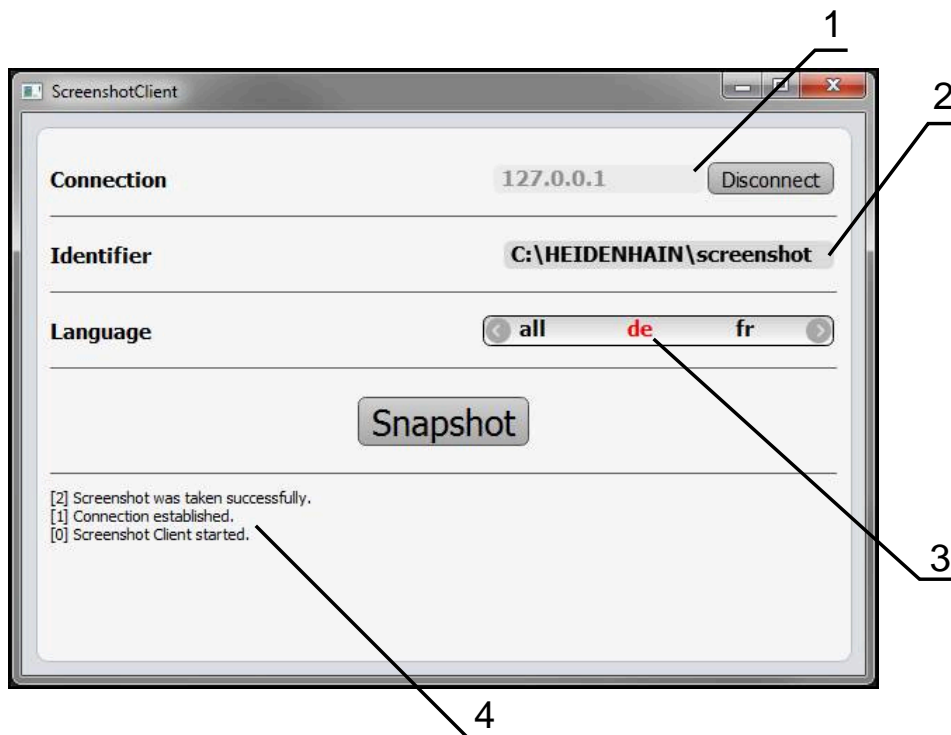 1
ScreenshotClient
2
Connection 127.0.0.1 Disconnect
Identifier C:\HEIDENHAIN\screenshot
Language all de fr
Snapshot
[2] Screenshot was taken successfully.
[1] Connection established.
[0] Screenshot Client started.
3
4